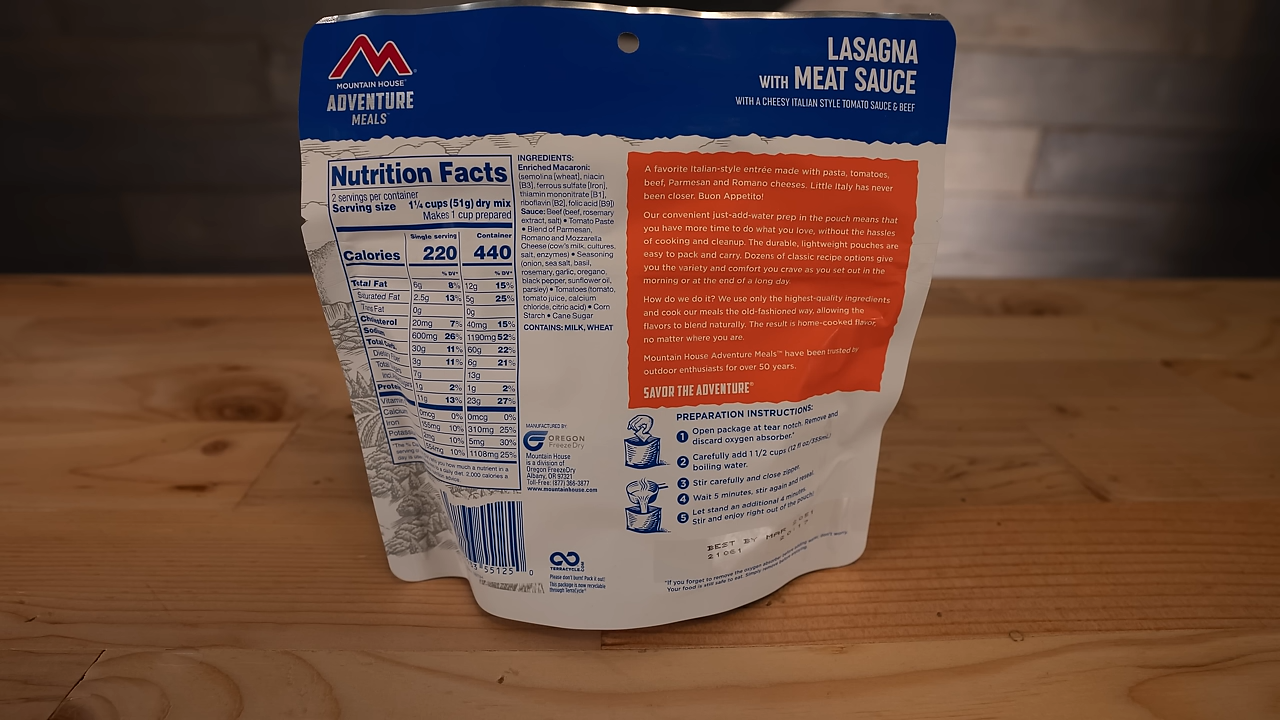 MOUNTAIN HOUSE®
ADVENTURE
MEALS™
LASAGNA
WITH MEAT SAUCE
WITH A CHEESY ITALIAN STYLE TOMATO SAUCE & BEEF
Nutrition Facts
2 servings per container
Serving size 1¼ cups (51g) dry mix
Makes 1 cup prepared
Single serving Container
Calories 220 440
% DV* % DV*
Total Fat 6g 8% 12g 15%
Saturated Fat 2.5g 13% 5g 25%
Trans Fat 0g 0g
Cholesterol 20mg 7% 40mg 15%
600mg 26% 1190mg 52%
Total 30g 11% 60g 22%
3g 11% 6g 21%
7g 13g
1g 2% 1g 2%
Protein 11g 13% 23g 27%
0mcg 0% 0mcg 0%
Calcium 155mg 10% 310mg 25%
Iron 10% 5mg 30%
10% 1108mg 25%
you how much a nutrient in a
a daily diet. 2,000 calories a
INGREDIENTS:
Enriched Macaroni:
(semolina [wheat], niacin
[B3], ferrous sulfate [Iron],
thiamin mononitrate [B1],
riboflavin [B2], folic acid [B9])
Sauce: Beef (beef, rosemary
extract, salt) • Tomato Paste
• Blend of Parmesan,
Romano and Mozzarella
Cheese (cow's milk, cultures,
salt, enzymes) • Seasoning
(onion, sea salt, basil,
rosemary, garlic, oregano,
black pepper, sunflower oil,
parsley) • Tomatoes (tomato,
tomato juice, calcium
chloride, citric acid) • Corn
Starch • Cane Sugar
CONTAINS: MILK, WHEAT
MANUFACTURED BY
OREGON
FreezeDry
Mountain House
is a division of
Oregon FreezeDry
Albany, OR 97321
Toll-Free: (877) 366-3877
www.mountainhouse.com
55125 0
TERRACYCLE.COM
Please don't burn! Pack it out!
This package is now recyclable
through TerraCycle®
A favorite Italian-style entrée made with pasta, tomatoes,
beef, Parmesan and Romano cheeses. Little Italy has never
been closer. Buon Appetito!
Our convenient just-add-water prep in the pouch means that
you have more time to do what you love, without the hassles
of cooking and cleanup. The durable, lightweight pouches are
easy to pack and carry. Dozens of classic recipe options give
you the variety and comfort you crave as you set out in the
morning or at the end of a long day.
How do we do it? We use only the highest-quality ingredients
and cook our meals the old-fashioned way, allowing the
flavors to blend naturally. The result is home-cooked flavor,
no matter where you are.
Mountain House Adventure Meals™ have been trusted by
outdoor enthusiasts for over 50 years.
SAVOR THE ADVENTURE®
PREPARATION INSTRUCTIONS:
1 Open package at tear notch. Remove and
discard oxygen absorber.*
2 Carefully add 1 1/2 cups (12 fl oz/355mL)
boiling water.
3 Stir carefully and close zipper.
4 Wait 5 minutes, stir again and reseal.
5 Let stand an additional 4 minutes.
Stir and enjoy right out of the pouch!
BEST BY MAR 2051
21061
*If you forget to remove the oxygen absorber before adding water, don't worry.
Your food is still safe to eat. Simply remove before